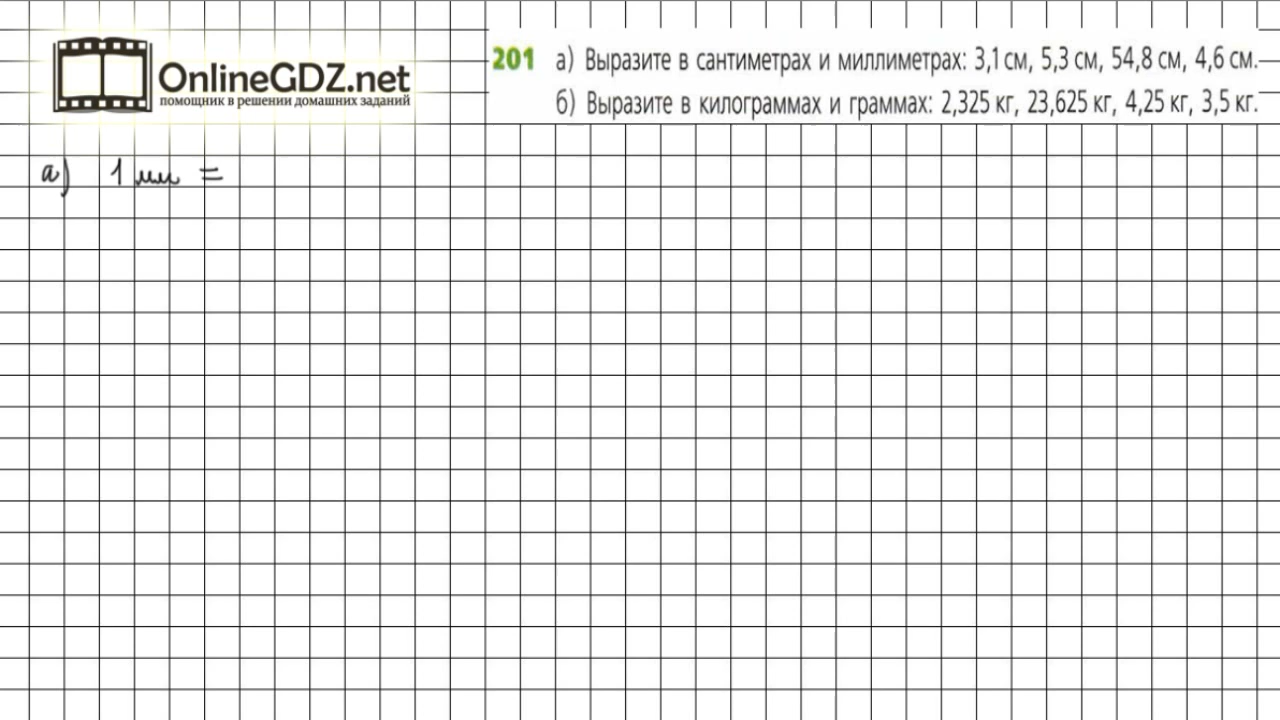 OnlineGDZ.net
помощник в решении домашних заданий
201 а) Выразите в сантиметрах и миллиметрах: 3,1 см, 5,3 см, 54,8 см, 4,6 см.
б) Выразите в килограммах и граммах: 2,325 кг, 23,625 кг, 4,25 кг, 3,5 кг.
а) 1 мм =